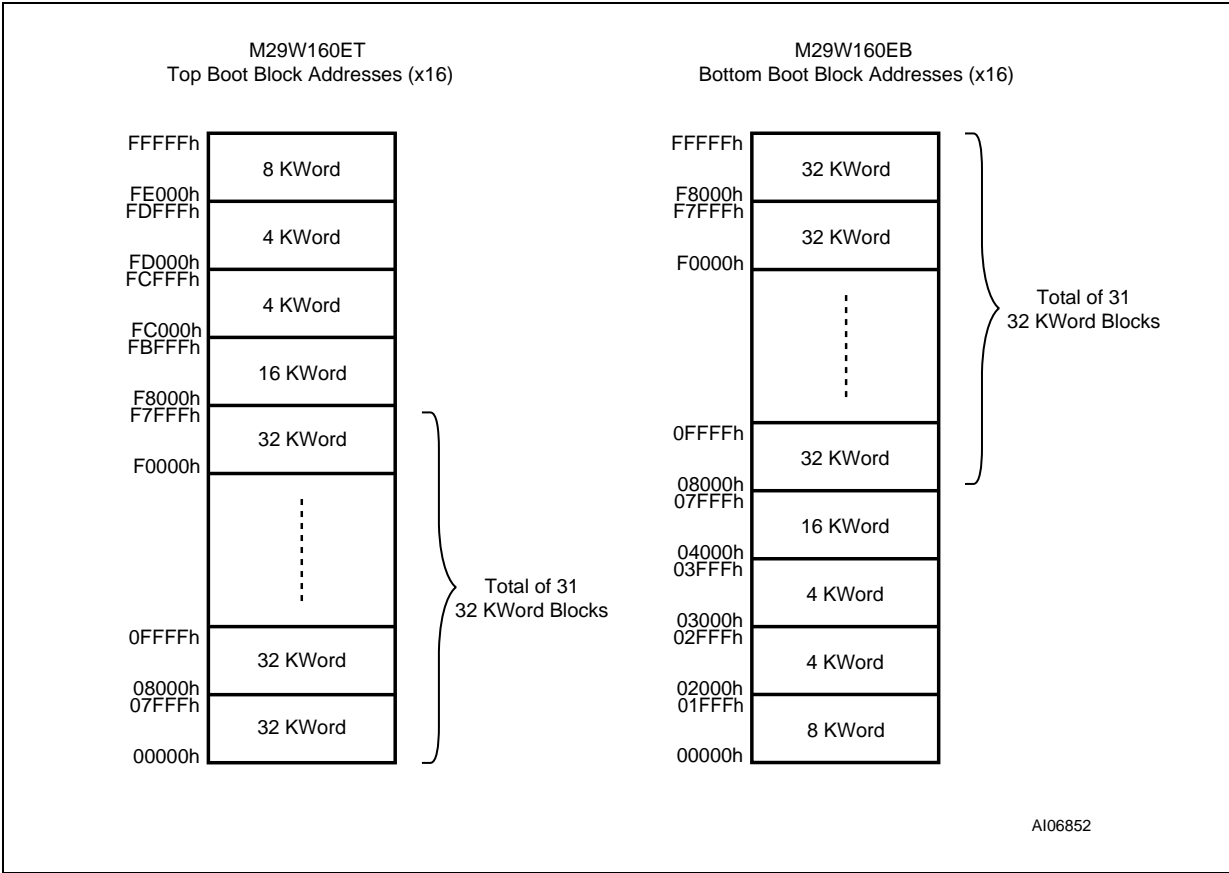 M29W160ET
Top Boot Block Addresses (x16)
FFFFFh
8 KWord
FE000h
FDFFFh
4 KWord
FD000h
FCFFFh
4 KWord
FC000h
FBFFFh
16 KWord
F8000h
F7FFFh
32 KWord
F0000h
Total of 31
32 KWord Blocks
0FFFFh
32 KWord
08000h
07FFFh
32 KWord
00000h
M29W160EB
Bottom Boot Block Addresses (x16)
FFFFFh
32 KWord
F8000h
F7FFFh
32 KWord
F0000h
Total of 31
32 KWord Blocks
0FFFFh
32 KWord
08000h
07FFFh
16 KWord
04000h
03FFFh
4 KWord
03000h
02FFFh
4 KWord
02000h
01FFFh
8 KWord
00000h
AI06852